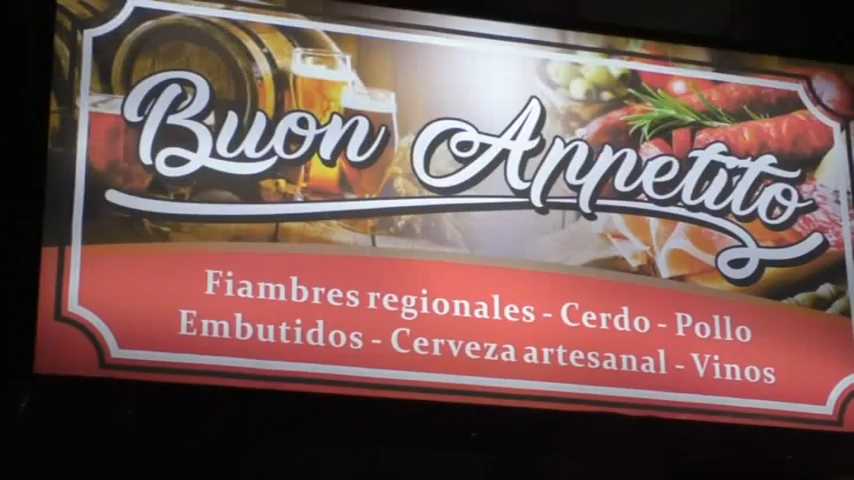 Buon Appetito
Fiambres regionales - Cerdo - Pollo
Embutidos - Cerveza artesanal - Vinos